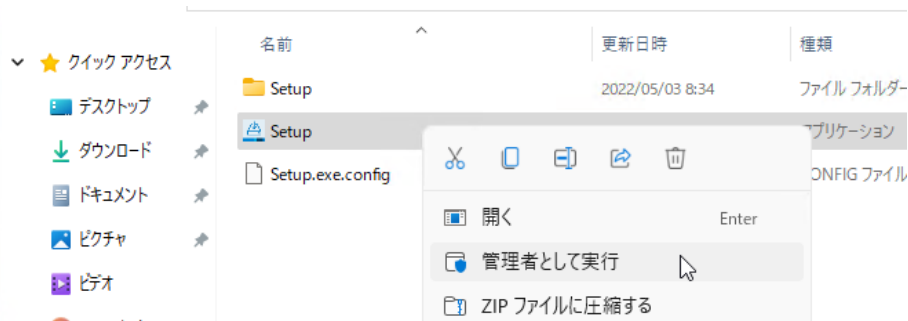 名前 更新日時 種類
クイック アクセス
Setup 2022/05/03 8:34 ファイル フォルダー
デスクトップ
Setup アプリケーション
ダウンロード
Setup.exe.config CONFIG ファイル
ドキュメント
開く Enter
ピクチャ
管理者として実行
ビデオ
ZIP ファイルに圧縮する